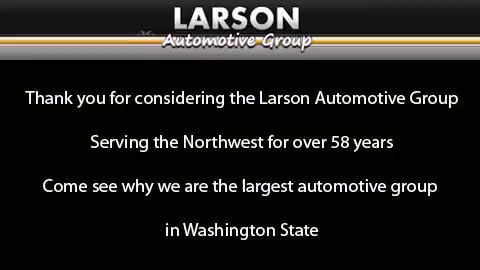 LARSON
Automotive Group
Thank you for considering the Larson Automotive Group
Serving the Northwest for over 58 years
Come see why we are the largest automotive group
in Washington State